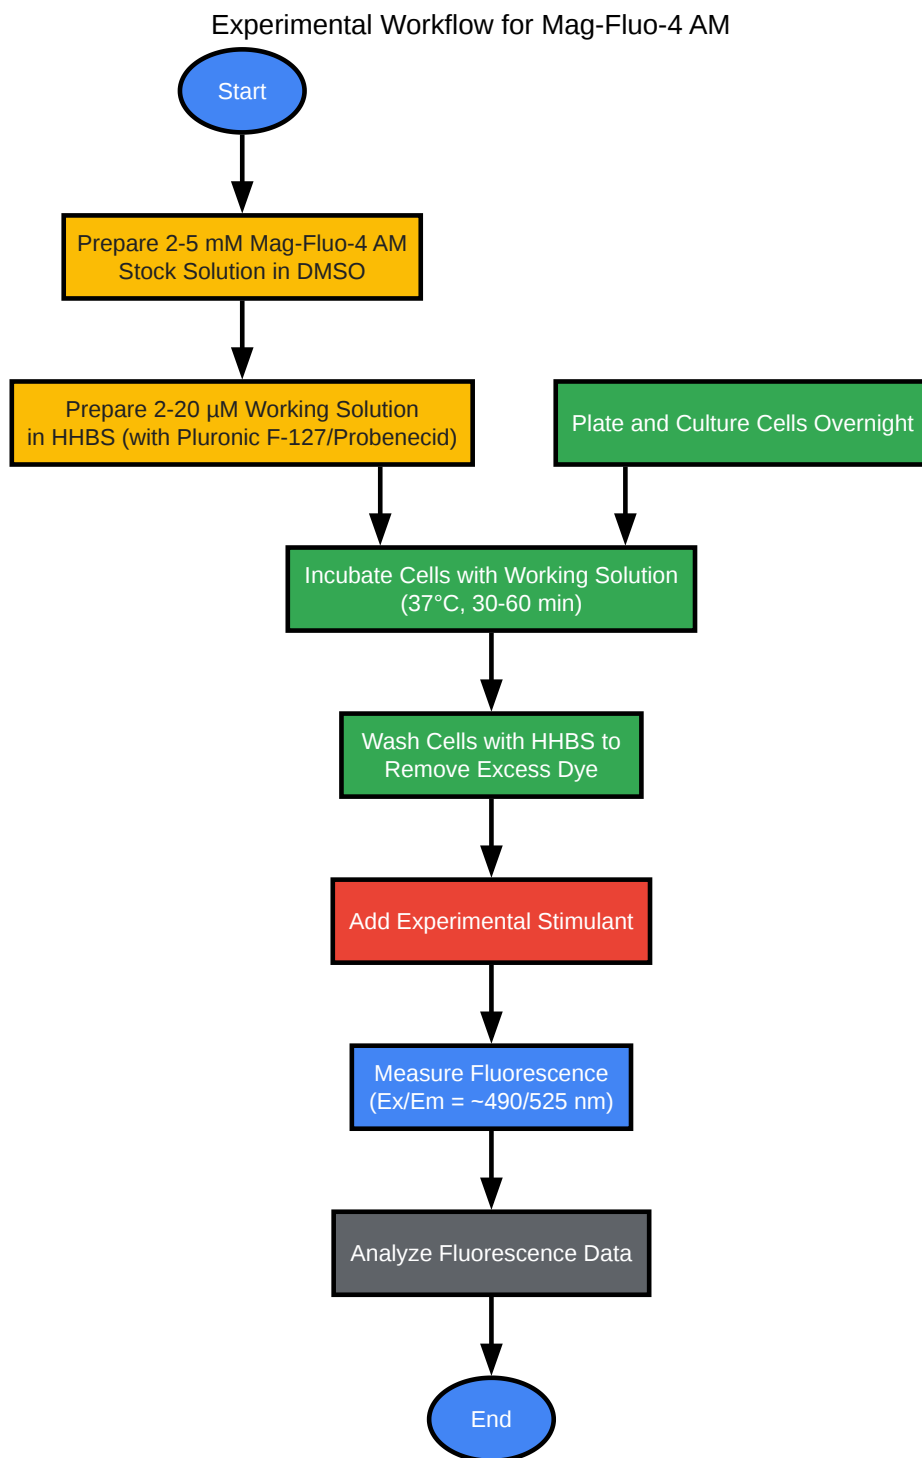 Experimental Workflow for Mag-Fluo-4 AM
Start
Prepare 2-5 mM Mag-Fluo-4 AM
Stock Solution in DMSO
Prepare 2-20 µM Working Solution
in HHBS (with Pluronic F-127/Probenecid)
Plate and Culture Cells Overnight
Incubate Cells with Working Solution
(37°C, 30-60 min)
Wash Cells with HHBS to
Remove Excess Dye
Add Experimental Stimulant
Measure Fluorescence
(Ex/Em = ~490/525 nm)
Analyze Fluorescence Data
End